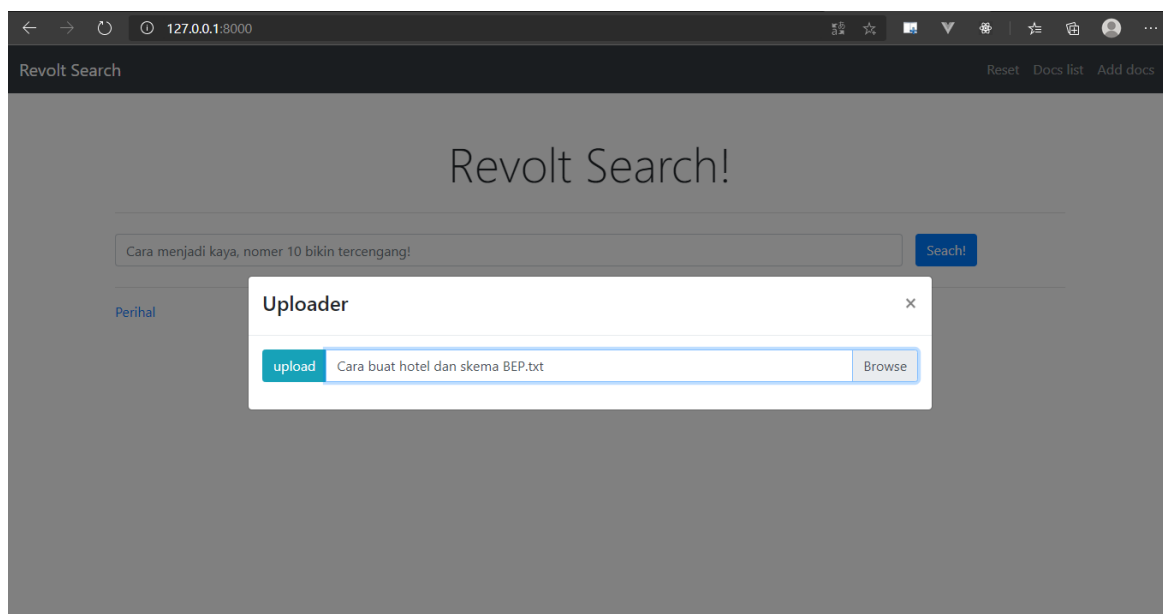 127.0.0.1:8000
Revolt Search Reset Docs list Add docs
Revolt Search!
Cara menjadi kaya, nomer 10 bikin tercengang! Seach!
Perihal
Uploader ×
upload Cara buat hotel dan skema BEP.txt Browse